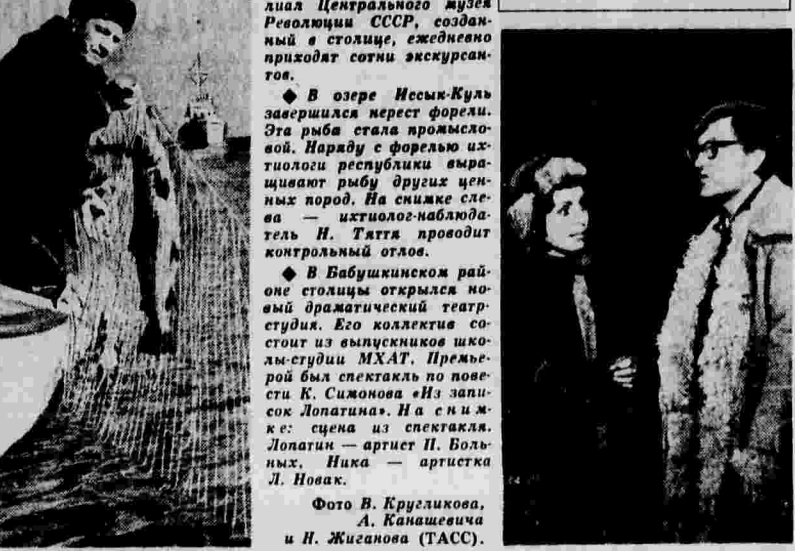 лиал Центрального музея
Революции СССР, создан-
ный в столице, ежедневно
приходят сотни экскурсан-
тов.
◆ В озере Иссык-Куль
завершился нерест форели.
Эта рыба стала промысло-
вой. Наряду с форелью их-
тиологи республики выра-
щивают рыбу других цен-
ных пород. На снимке сле-
ва — ихтиолог-наблюда-
тель Н. Тяття проводит
контрольный отлов.
◆ В Бабушкинском рай-
оне столицы открылся но-
вый драматический театр-
студия. Его коллектив со-
стоит из выпускников шко-
лы-студии МХАТ. Премье-
рой был спектакль по повес-
ти К. Симонова «Из запи-
сок Лопатина». На сним-
ке: сцена из спектакля.
Лопатин — артист П. Боль-
ных. Ника — артистка
Л. Новак.
Фото В. Кругликова,
А. Канашевича
и Н. Жиганова (ТАСС).